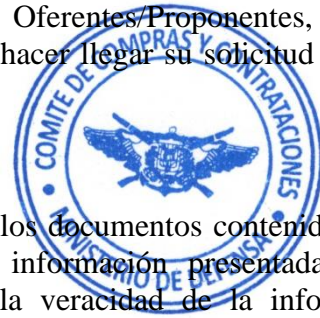 Oferentes/Proponentes,
hacer llegar su solicitud
COMITE DE COMPRAS Y CONTRATACIONES
MINISTERIO DE DEFENSA
los documentos contenid
información presentada
la veracidad de la info